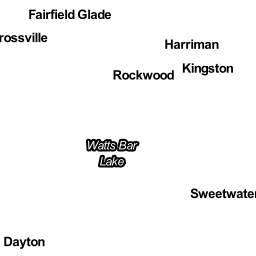 Fairfield Glade
rossville
Harriman
Kingston
Rockwood
Watts Bar
Lake
Sweetwater
Dayton